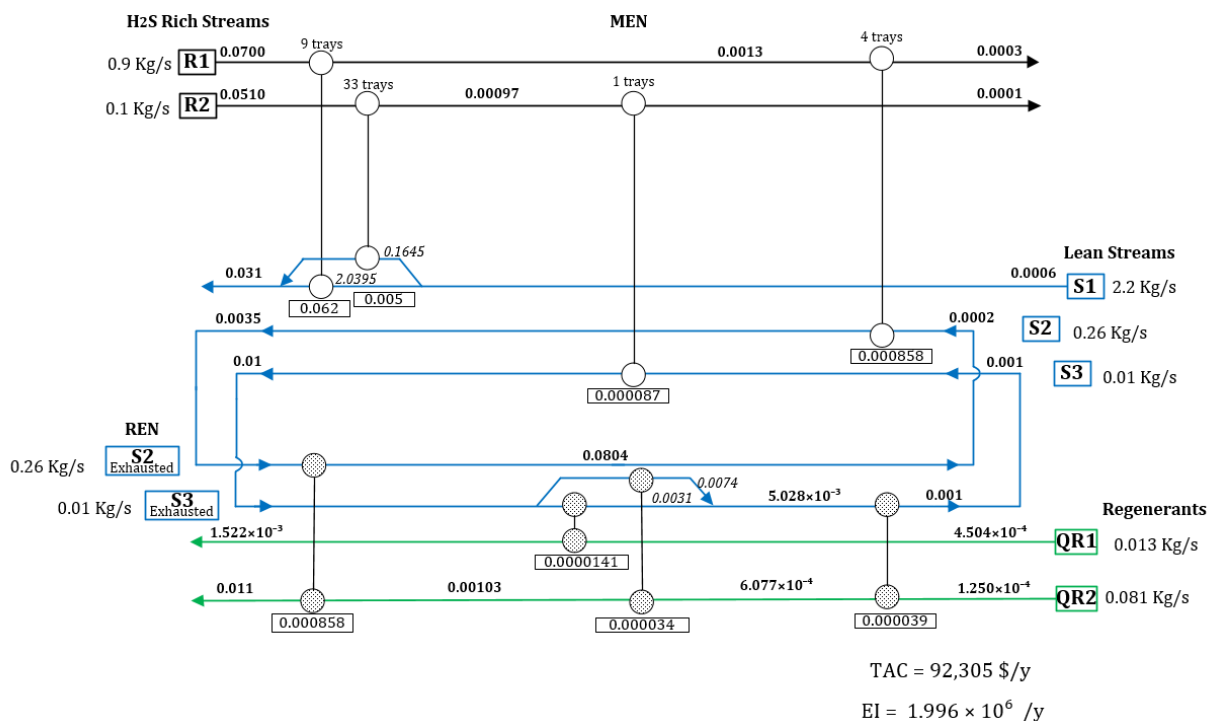 H2S Rich Streams
MEN
0.9 Kg/s R1 0.0700 9 trays 0.0013 4 trays 0.0003
0.1 Kg/s R2 0.0510 33 trays 0.00097 1 trays 0.0001
0.1645
Lean Streams
0.031 2.0395 0.0006 S1 2.2 Kg/s
0.062 0.005
0.0035 0.0002 S2 0.26 Kg/s
0.000858
0.01 0.001 S3 0.01 Kg/s
0.000087
REN
0.26 Kg/s S2 0.0804
Exhausted
0.0074
0.01 Kg/s S3 0.0031 5.028×10⁻³ 0.001
Exhausted
Regenerants
1.522×10⁻³ 4.504×10⁻⁴ QR1 0.013 Kg/s
0.0000141
0.011 0.00103 6.077×10⁻⁴ 1.250×10⁻⁴ QR2 0.081 Kg/s
0.000858 0.000034 0.000039
TAC = 92,305 $/y
EI = 1.996 × 10⁶ /y